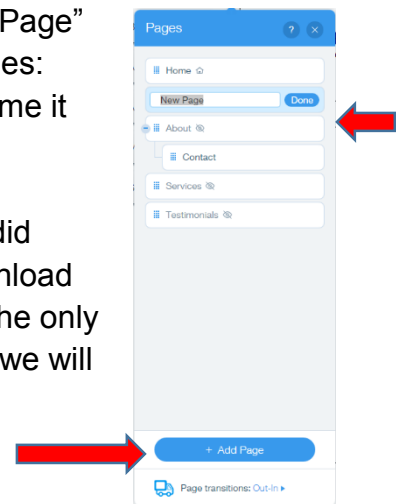 Page”
es:
me it
did
nload
he only
we will
Pages
?
Home
New Page
Done
About
Contact
Services
Testimonials
+ Add Page
Page transitions: Out-In